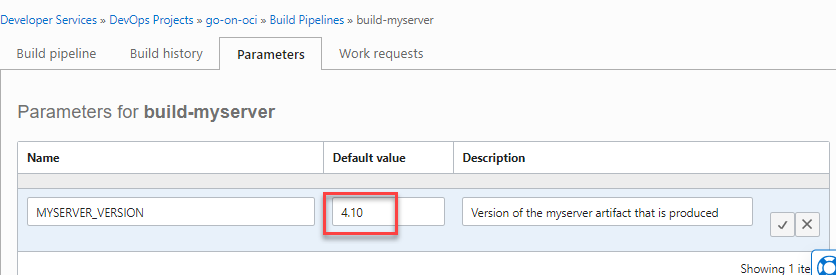 Developer Services » DevOps Projects » go-on-oci » Build Pipelines » build-myserver
Build pipeline Build history Parameters Work requests
Parameters for build-myserver
Name Default value Description
MYSERVER_VERSION 4.10 Version of the myserver artifact that is produced
Showing 1 ite